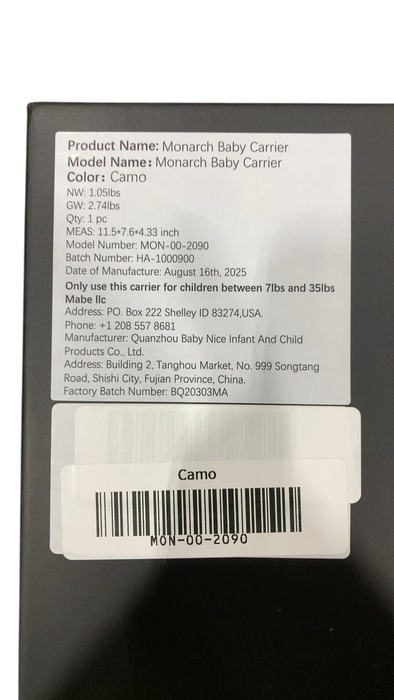 Product Name: Monarch Baby Carrier
Model Name: Monarch Baby Carrier
Color: Camo
NW: 1.05lbs
GW: 2.74lbs
Qty: 1 pc
MEAS: 11.5*7.6*4.33 inch
Model Number: MON-00-2090
Batch Number: HA-1000900
Date of Manufacture: August 16th, 2025
Only use this carrier for children between 7lbs and 35lbs
Mabe llc
Address: PO. Box 222 Shelley ID 83274,USA.
Phone: +1 208 557 8681
Manufacturer: Quanzhou Baby Nice Infant And Child
Products Co., Ltd.
Address: Building 2, Tanghou Market, No. 999 Songtang
Road, Shishi City, Fujian Province, China.
Factory Batch Number: BQ20303MA
Camo
MON-00-2090